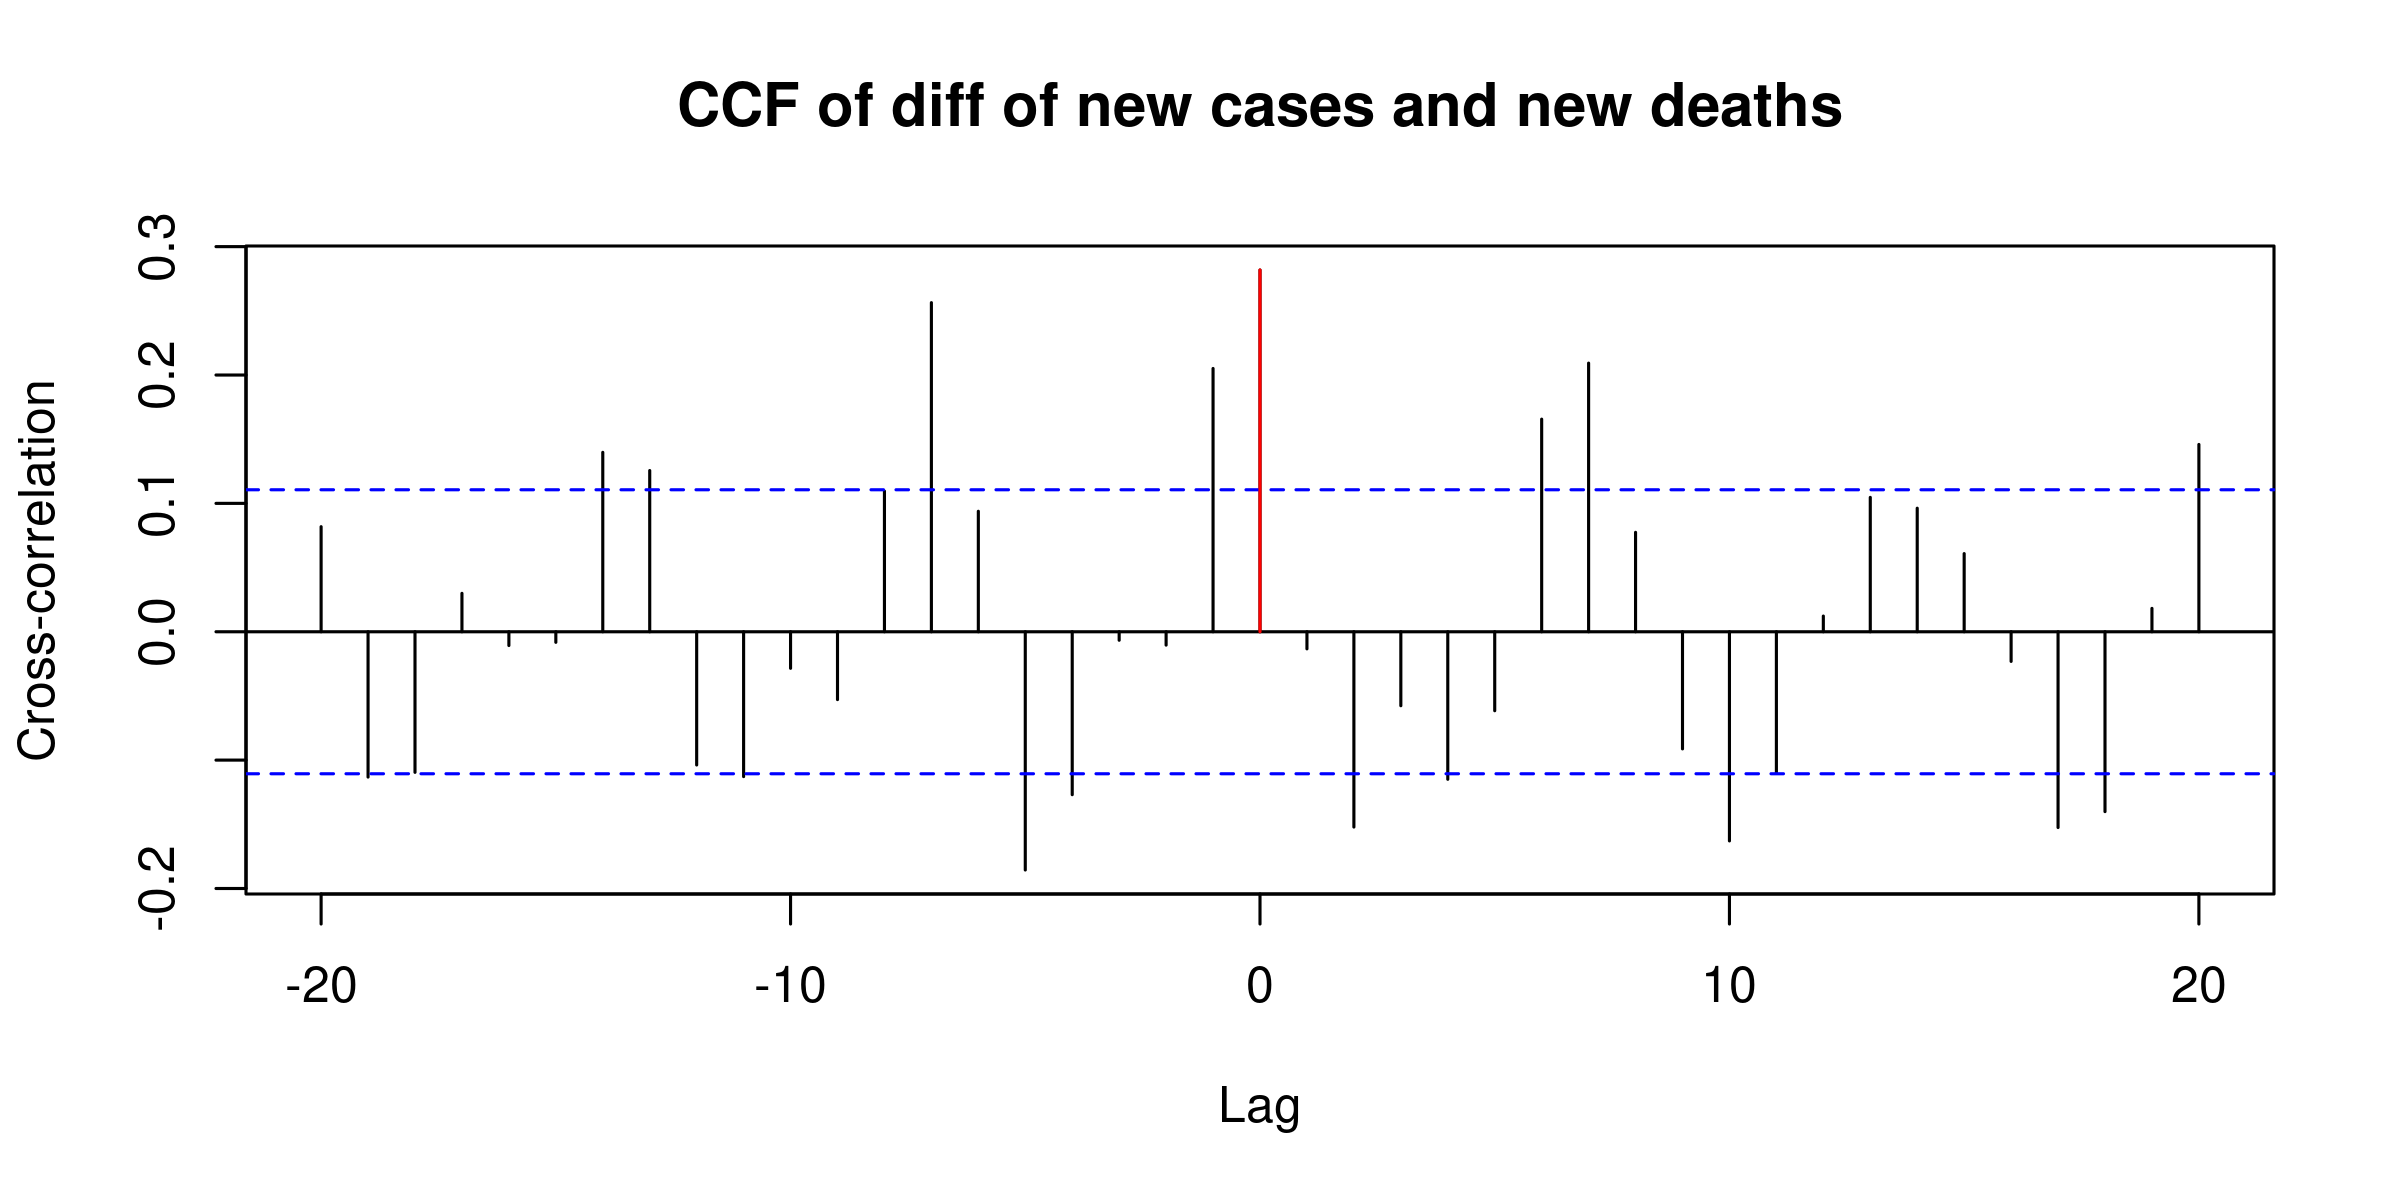 CCF of diff of new cases and new deaths
Cross-correlation
0.3
0.2
0.1
0.0
-0.2
-20 -10 0 10 20
Lag